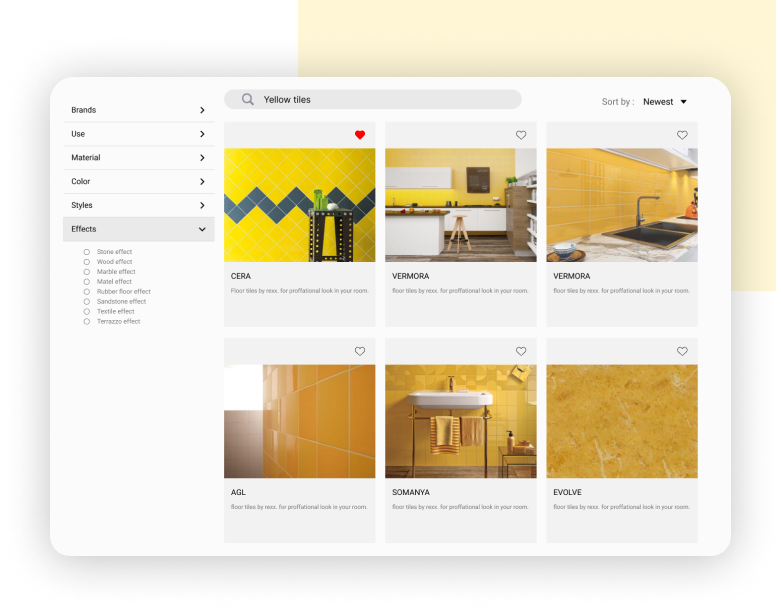 Brands
Use
Material
Color
Styles
Effects
Stone effect
Wood effect
Marble effect
Matel effect
Rubber floor effect
Sandstone effect
Textile effect
Terrazzo effect
Yellow tiles
Sort by : Newest
CERA
Floor tiles by rexx. for proffational look in your room.
VERMORA
floor tiles by rexx. for proffational look in your room.
VERMORA
floor tiles by rexx. for proffational look in your room.
AGL
floor tiles by rexx. for proffational look in your room.
SOMANYA
floor tiles by rexx. for proffational look in your room.
EVOLVE
floor tiles by rexx. for proffational look in your room.